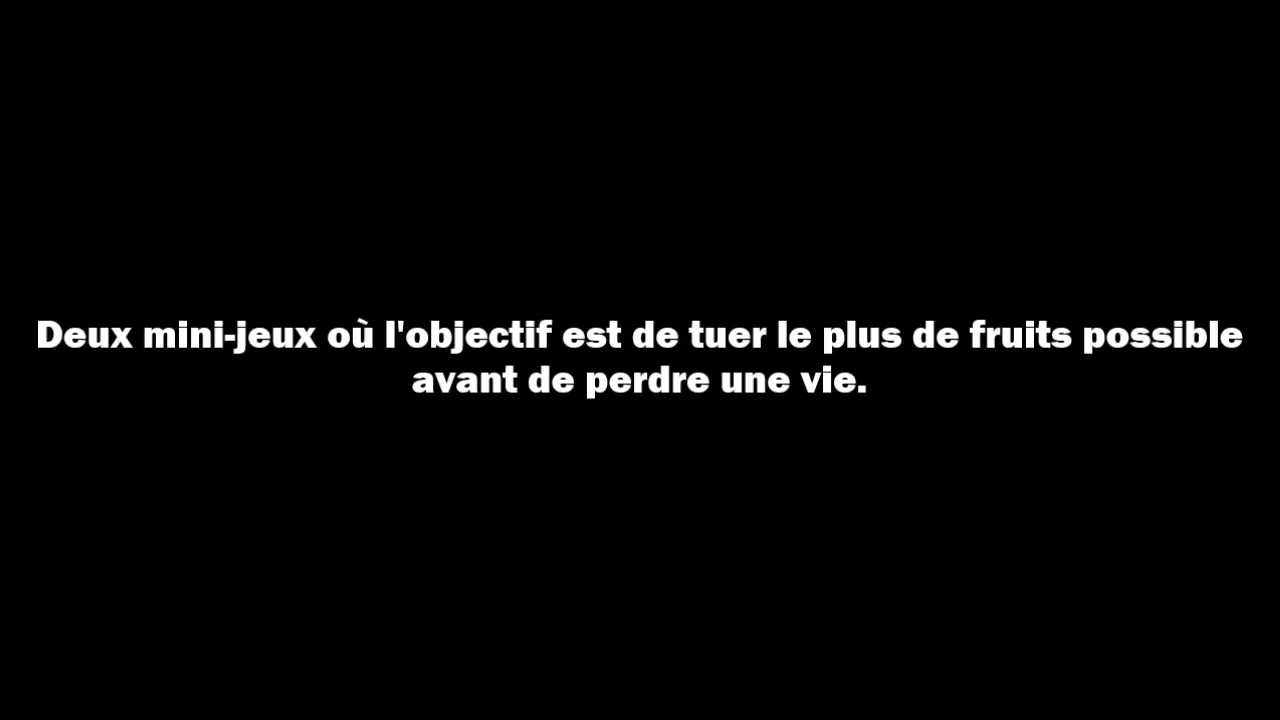 Deux mini-jeux où l'objectif est de tuer le plus de fruits possible
avant de perdre une vie.